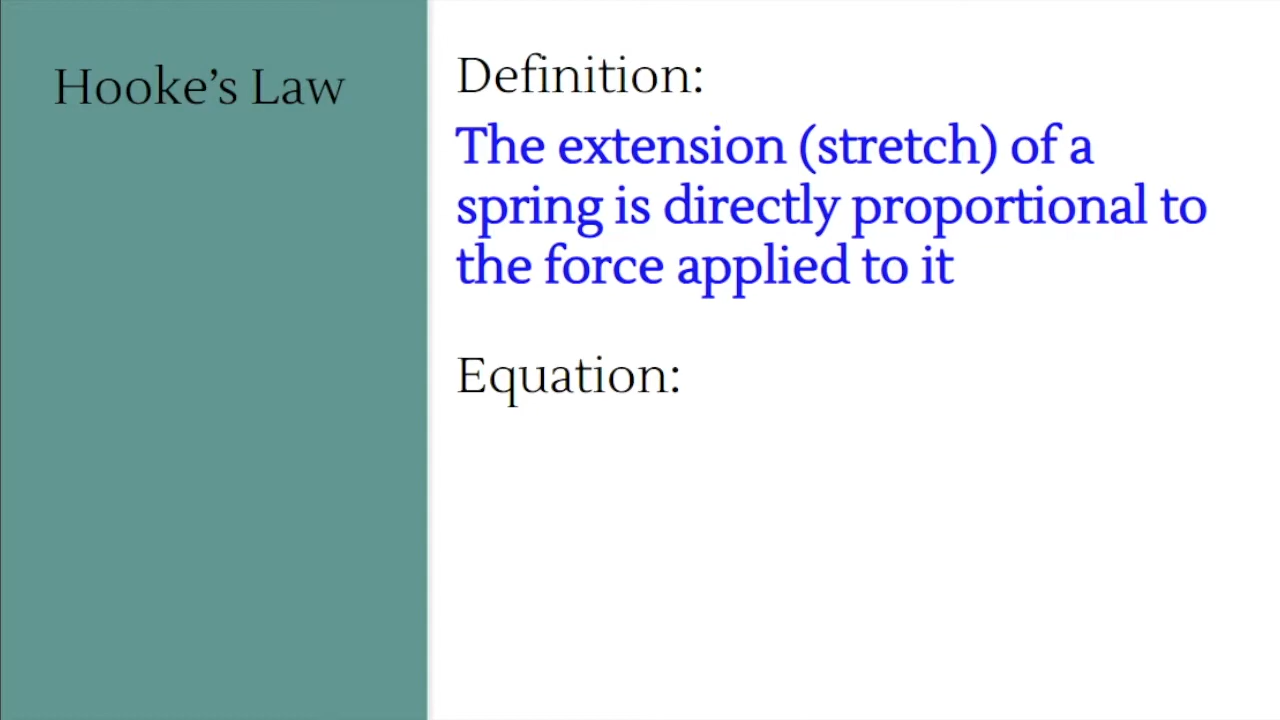 Hooke’s Law
Definition:
The extension (stretch) of a
spring is directly proportional to
the force applied to it
Equation: